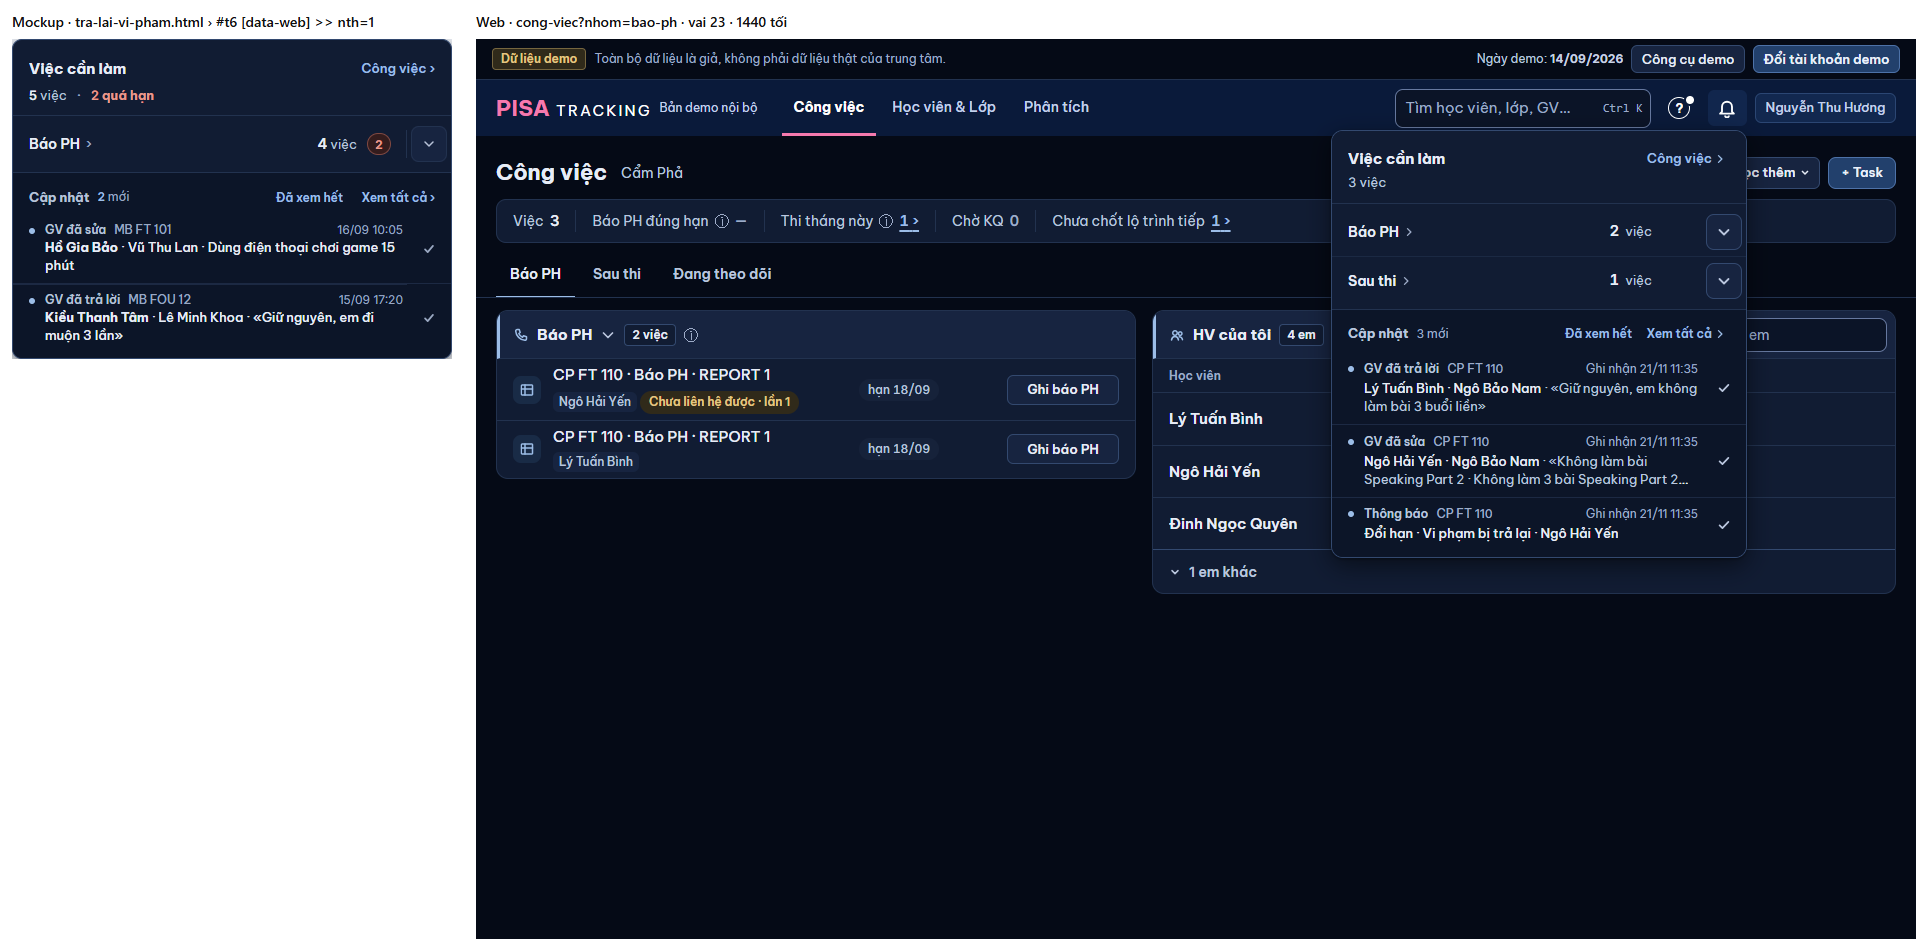 Mockup · tra-lai-vi-pham.html › #t6 [data-web] >> nth=1
Việc cần làm
Công việc ›
5 việc · 2 quá hạn
Báo PH ›
4 việc 2
Cập nhật 2 mới
Đã xem hết Xem tất cả ›
GV đã sửa MB FT 101
16/09 10:05
Hồ Gia Bảo · Vũ Thu Lan · Dùng điện thoại chơi game 15
phút
GV đã trả lời MB FOU 12
15/09 17:20
Kiều Thanh Tâm · Lê Minh Khoa · «Giữ nguyên, em đi
muộn 3 lần»
Web · cong-viec?nhom=bao-ph · vai 23 · 1440 tối
Dữ liệu demo Toàn bộ dữ liệu là giả, không phải dữ liệu thật của trung tâm.
Ngày demo: 14/09/2026 Công cụ demo Đổi tài khoản demo
PISA TRACKING Bản demo nội bộ Công việc Học viên & Lớp Phân tích
Tìm học viên, lớp, GV... Ctrl K ? Nguyễn Thu Hương
Công việc Cẩm Phả
ọc thêm + Task
Việc 3 Báo PH đúng hạn — Thi tháng này 1 › Chờ KQ 0 Chưa chốt lộ trình tiếp 1 ›
Báo PH Sau thi Đang theo dõi
Báo PH 2 việc
CP FT 110 · Báo PH · REPORT 1
Ngô Hải Yến Chưa liên hệ được · lần 1
hạn 18/09 Ghi báo PH
CP FT 110 · Báo PH · REPORT 1
Lý Tuấn Bình
hạn 18/09 Ghi báo PH
HV của tôi 4 em
em
Học viên
Lý Tuấn Bình
Ngô Hải Yến
Đinh Ngọc Quyên
1 em khác
Việc cần làm
Công việc ›
3 việc
Báo PH › 2 việc
Sau thi › 1 việc
Cập nhật 3 mới
Đã xem hết Xem tất cả ›
GV đã trả lời CP FT 110
Ghi nhận 21/11 11:35
Lý Tuấn Bình · Ngô Bảo Nam · «Giữ nguyên, em không
làm bài 3 buổi liền»
GV đã sửa CP FT 110
Ghi nhận 21/11 11:35
Ngô Hải Yến · Ngô Bảo Nam · «Không làm bài
Speaking Part 2 · Không làm 3 bài Speaking Part 2...
Thông báo CP FT 110
Ghi nhận 21/11 11:35
Đổi hạn · Vi phạm bị trả lại · Ngô Hải Yến